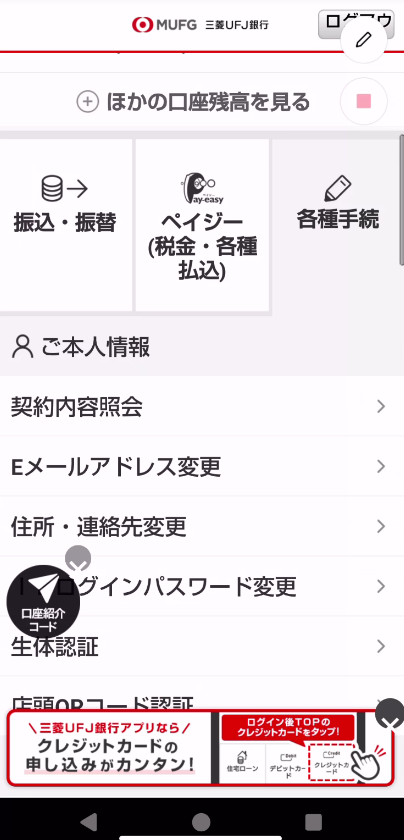 MUFG 三菱UFJ銀行
ほかの口座残高を見る
振込・振替
Pay-easy
ペイジー
(税金・各種
払込)
各種手続
ご本人情報
契約内容照会
Eメールアドレス変更
住所・連絡先変更
グインパスワード変更
口座紹介
コード
生体認証
店頭QRコード認証
\三菱UFJ銀行アプリなら/
クレジットカードの
申し込みがカンタン!
ログイン後TOPの
クレジットカードをタップ!
住宅ローン
Debit
デビットカード
Credit
クレジットカード